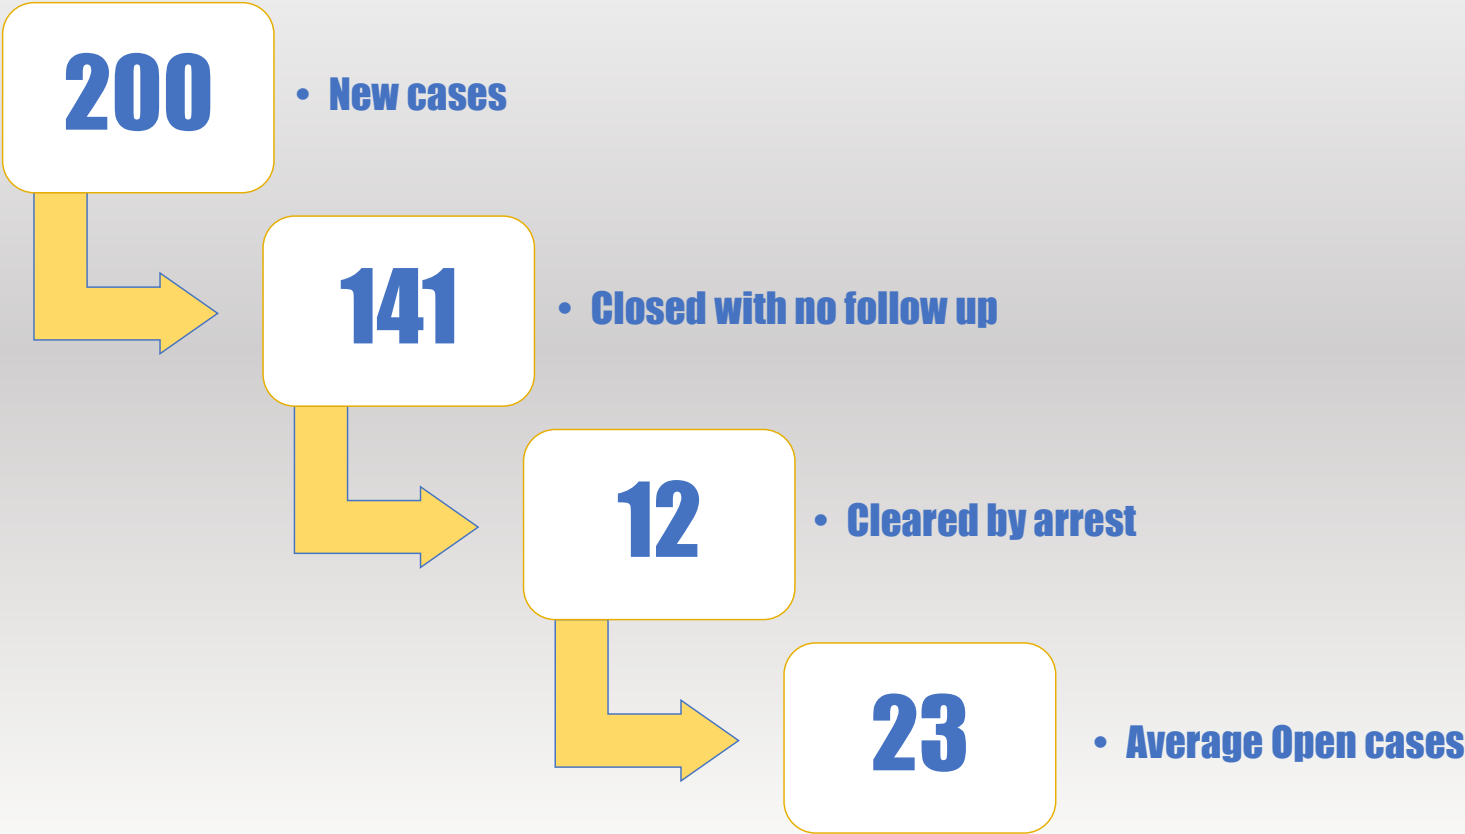 200
• New cases
141
• Closed with no follow up
12
• Cleared by arrest
23
• Average Open cases